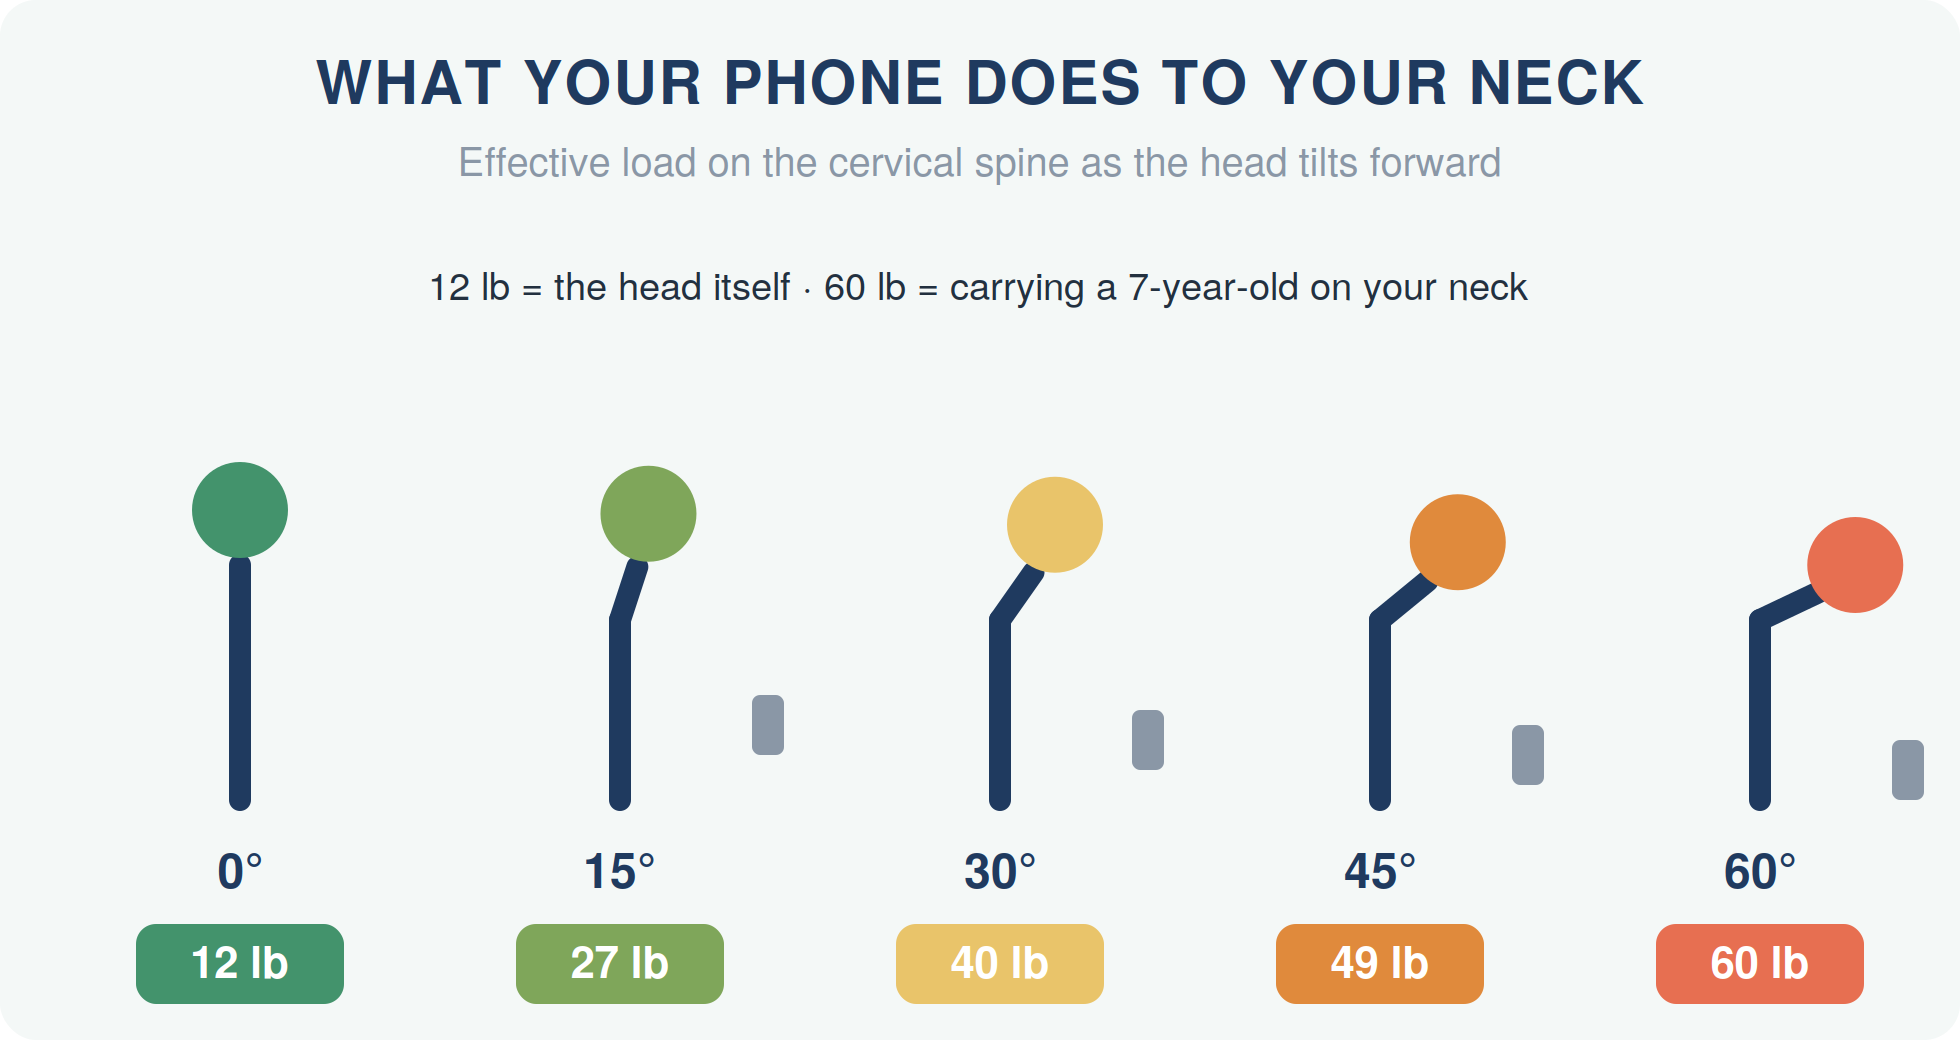 WHAT YOUR PHONE DOES TO YOUR NECK
Effective load on the cervical spine as the head tilts forward
12 lb = the head itself · 60 lb = carrying a 7-year-old on your neck
0° 15° 30° 45° 60°
12 lb 27 lb 40 lb 49 lb 60 lb